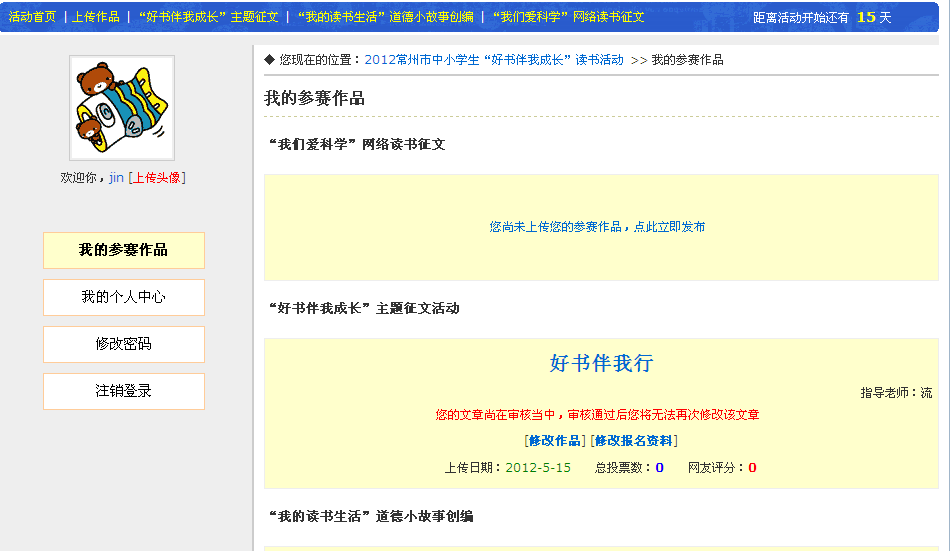 活动首页 | 上传作品 | “好书伴我成长”主题征文 | “我的读书生活”道德小故事创编 | “我们爱科学”网络读书征文 距离活动开始还有 15 天
◆ 您现在的位置：2012常州市中小学生“好书伴我成长”读书活动 >> 我的参赛作品
我的参赛作品
欢迎你，jin [上传头像]
我的参赛作品
我的个人中心
修改密码
注销登录
“我们爱科学”网络读书征文
您尚未上传您的参赛作品，点此立即发布
“好书伴我成长”主题征文活动
好书伴我行
指导老师：流
您的文章尚在审核当中，审核通过后您将无法再次修改该文章
[修改作品] [修改报名资料]
上传日期：2012-5-15 总投票数：0 网友评分：0
“我的读书生活”道德小故事创编